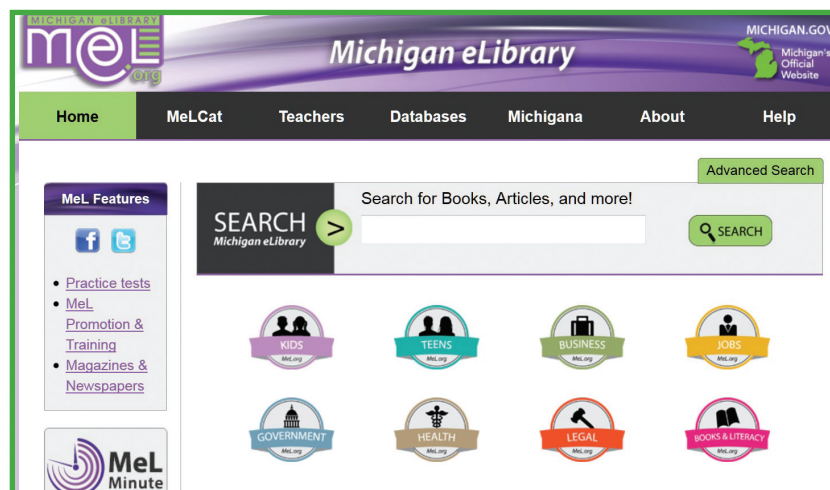 MICHIGAN eLIBRARY
meL
.org
Michigan eLibrary
MICHIGAN.GOV
Michigan's
Official
Website
Home MeLCat Teachers Databases Michigana About Help
Advanced Search
MeL Features
f t
Practice tests
MeL
Promotion &
Training
Magazines &
Newspapers
SEARCH
Michigan eLibrary
>
Search for Books, Articles, and more!
SEARCH
KIDS TEENS BUSINESS JOBS
MeL.org MeL.org MeL.org MeL.org
GOVERNMENT HEALTH LEGAL BOOKS & LITERACY
MeL.org MeL.org MeL.org MeL.org
MeL
Minute